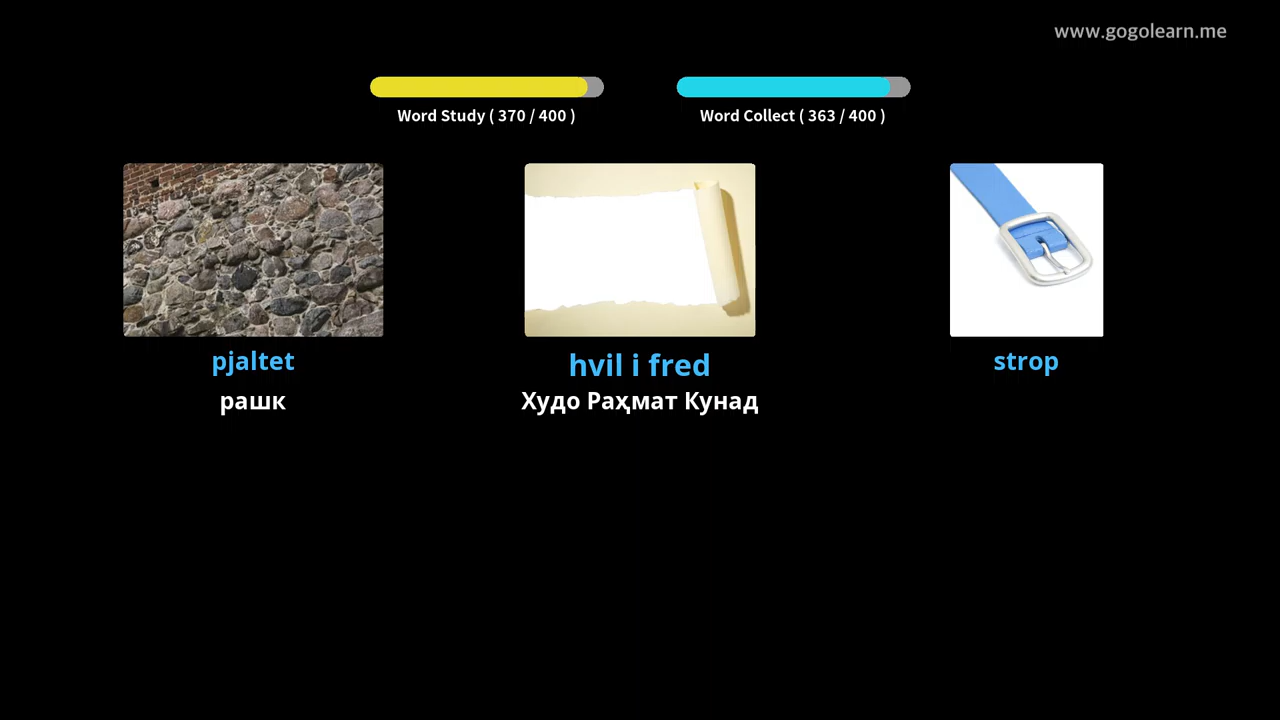 www.gogolearn.me
Word Study ( 370 / 400 )
Word Collect ( 363 / 400 )
pjaltet
hvil i fred
strop
рашк
Худо Раҳмат Кунад